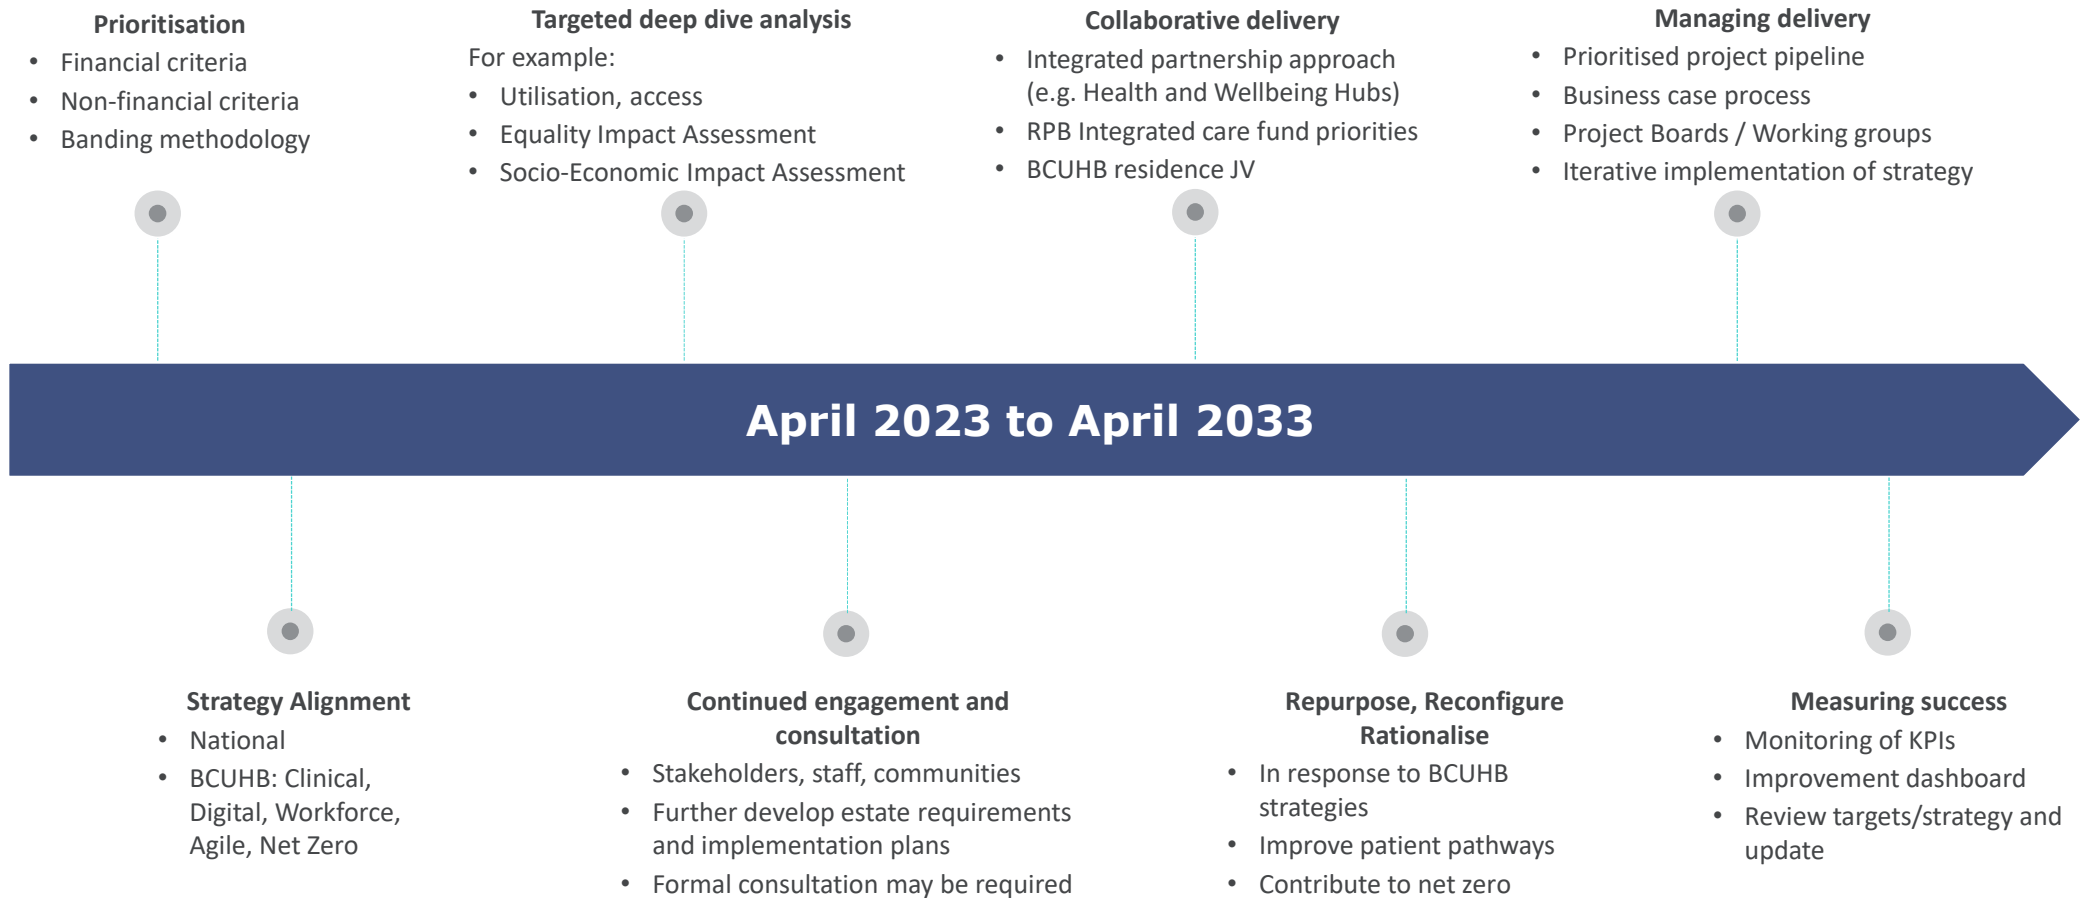 Prioritisation
• Financial criteria
• Non-financial criteria
• Banding methodology
Targeted deep dive analysis
For example:
• Utilisation, access
• Equality Impact Assessment
• Socio-Economic Impact Assessment
Collaborative delivery
• Integrated partnership approach
(e.g. Health and Wellbeing Hubs)
• RPB Integrated care fund priorities
• BCUHB residence JV
Managing delivery
• Prioritised project pipeline
• Business case process
• Project Boards / Working groups
• Iterative implementation of strategy
April 2023 to April 2033
Strategy Alignment
• National
• BCUHB: Clinical,
Digital, Workforce,
Agile, Net Zero
Continued engagement and
consultation
• Stakeholders, staff, communities
• Further develop estate requirements
and implementation plans
• Formal consultation may be required
Repurpose, Reconfigure
Rationalise
• In response to BCUHB
strategies
• Improve patient pathways
• Contribute to net zero
Measuring success
• Monitoring of KPIs
• Improvement dashboard
• Review targets/strategy and
update